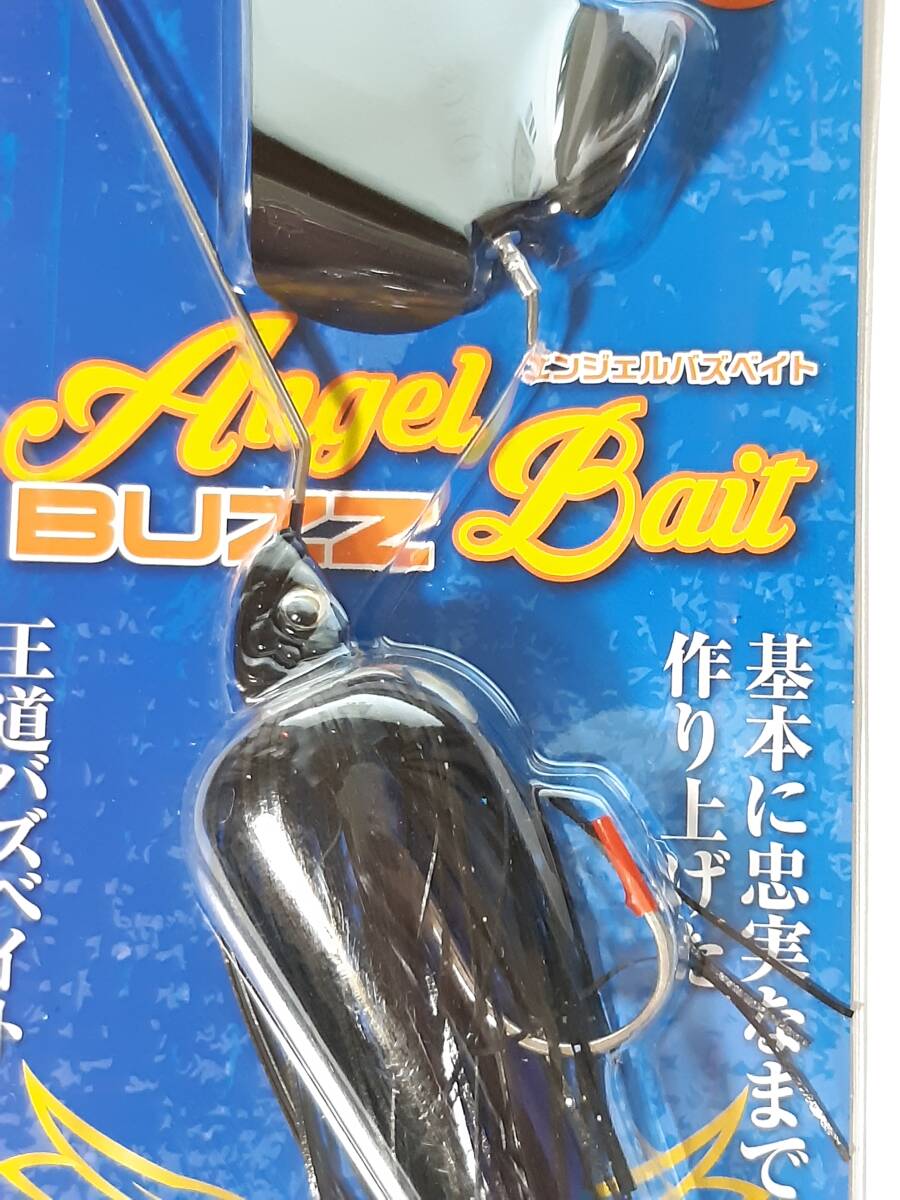 エンジェルバズベイト
Angel
BUZZ Bait
基本に忠実なまで
作り上げた
王道バズベイト